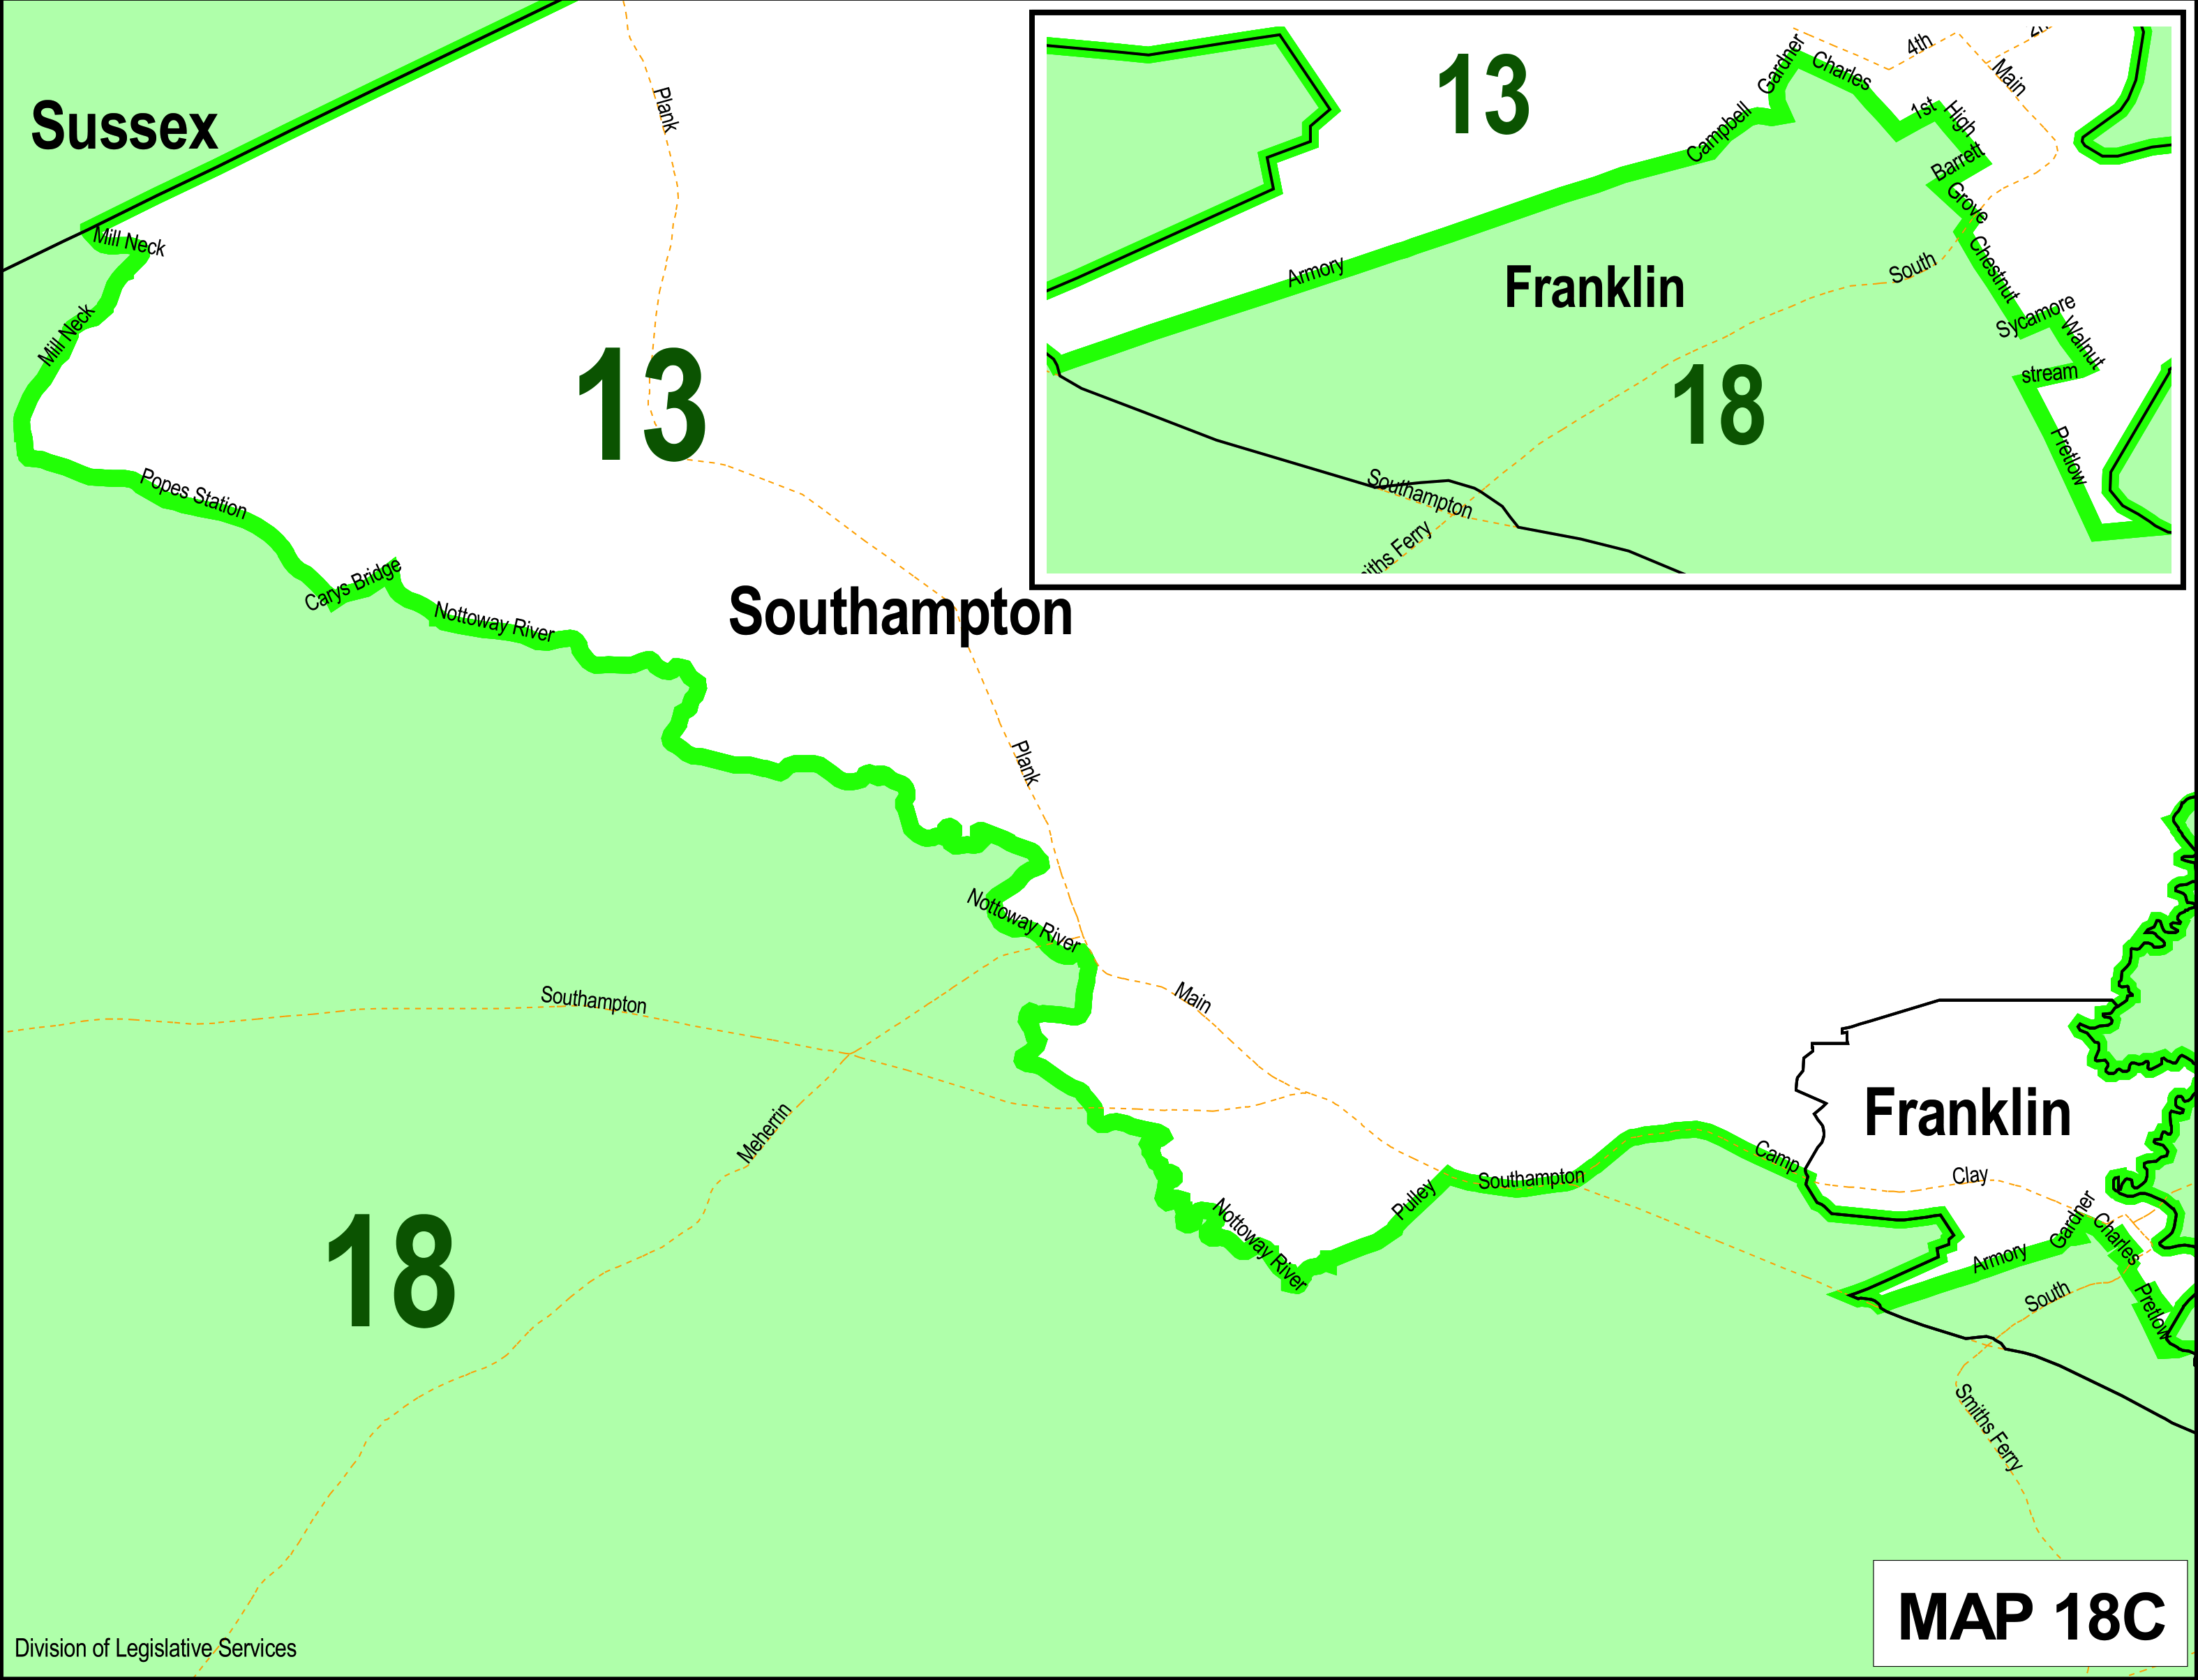 Sussex
Plank
Mill Neck
Mill Neck
13
Popes Station
Carys Bridge
Nottoway River
Southampton
Plank
Nottoway River
Southampton
Main
Meherrin
18
Nottoway River
Pulley
Southampton
Camp
Franklin
Clay
Gardner
Charles
Armory
South
Pretlow
Smiths Ferry
13
Gardner
Charles
4th
Main
Campbell
1st
High
Barrett
Grove
Armory
Franklin
South
Chestnut
Sycamore
Walnut
stream
18
Pretlow
Southampton
Ferry
MAP 18C
Division of Legislative Services